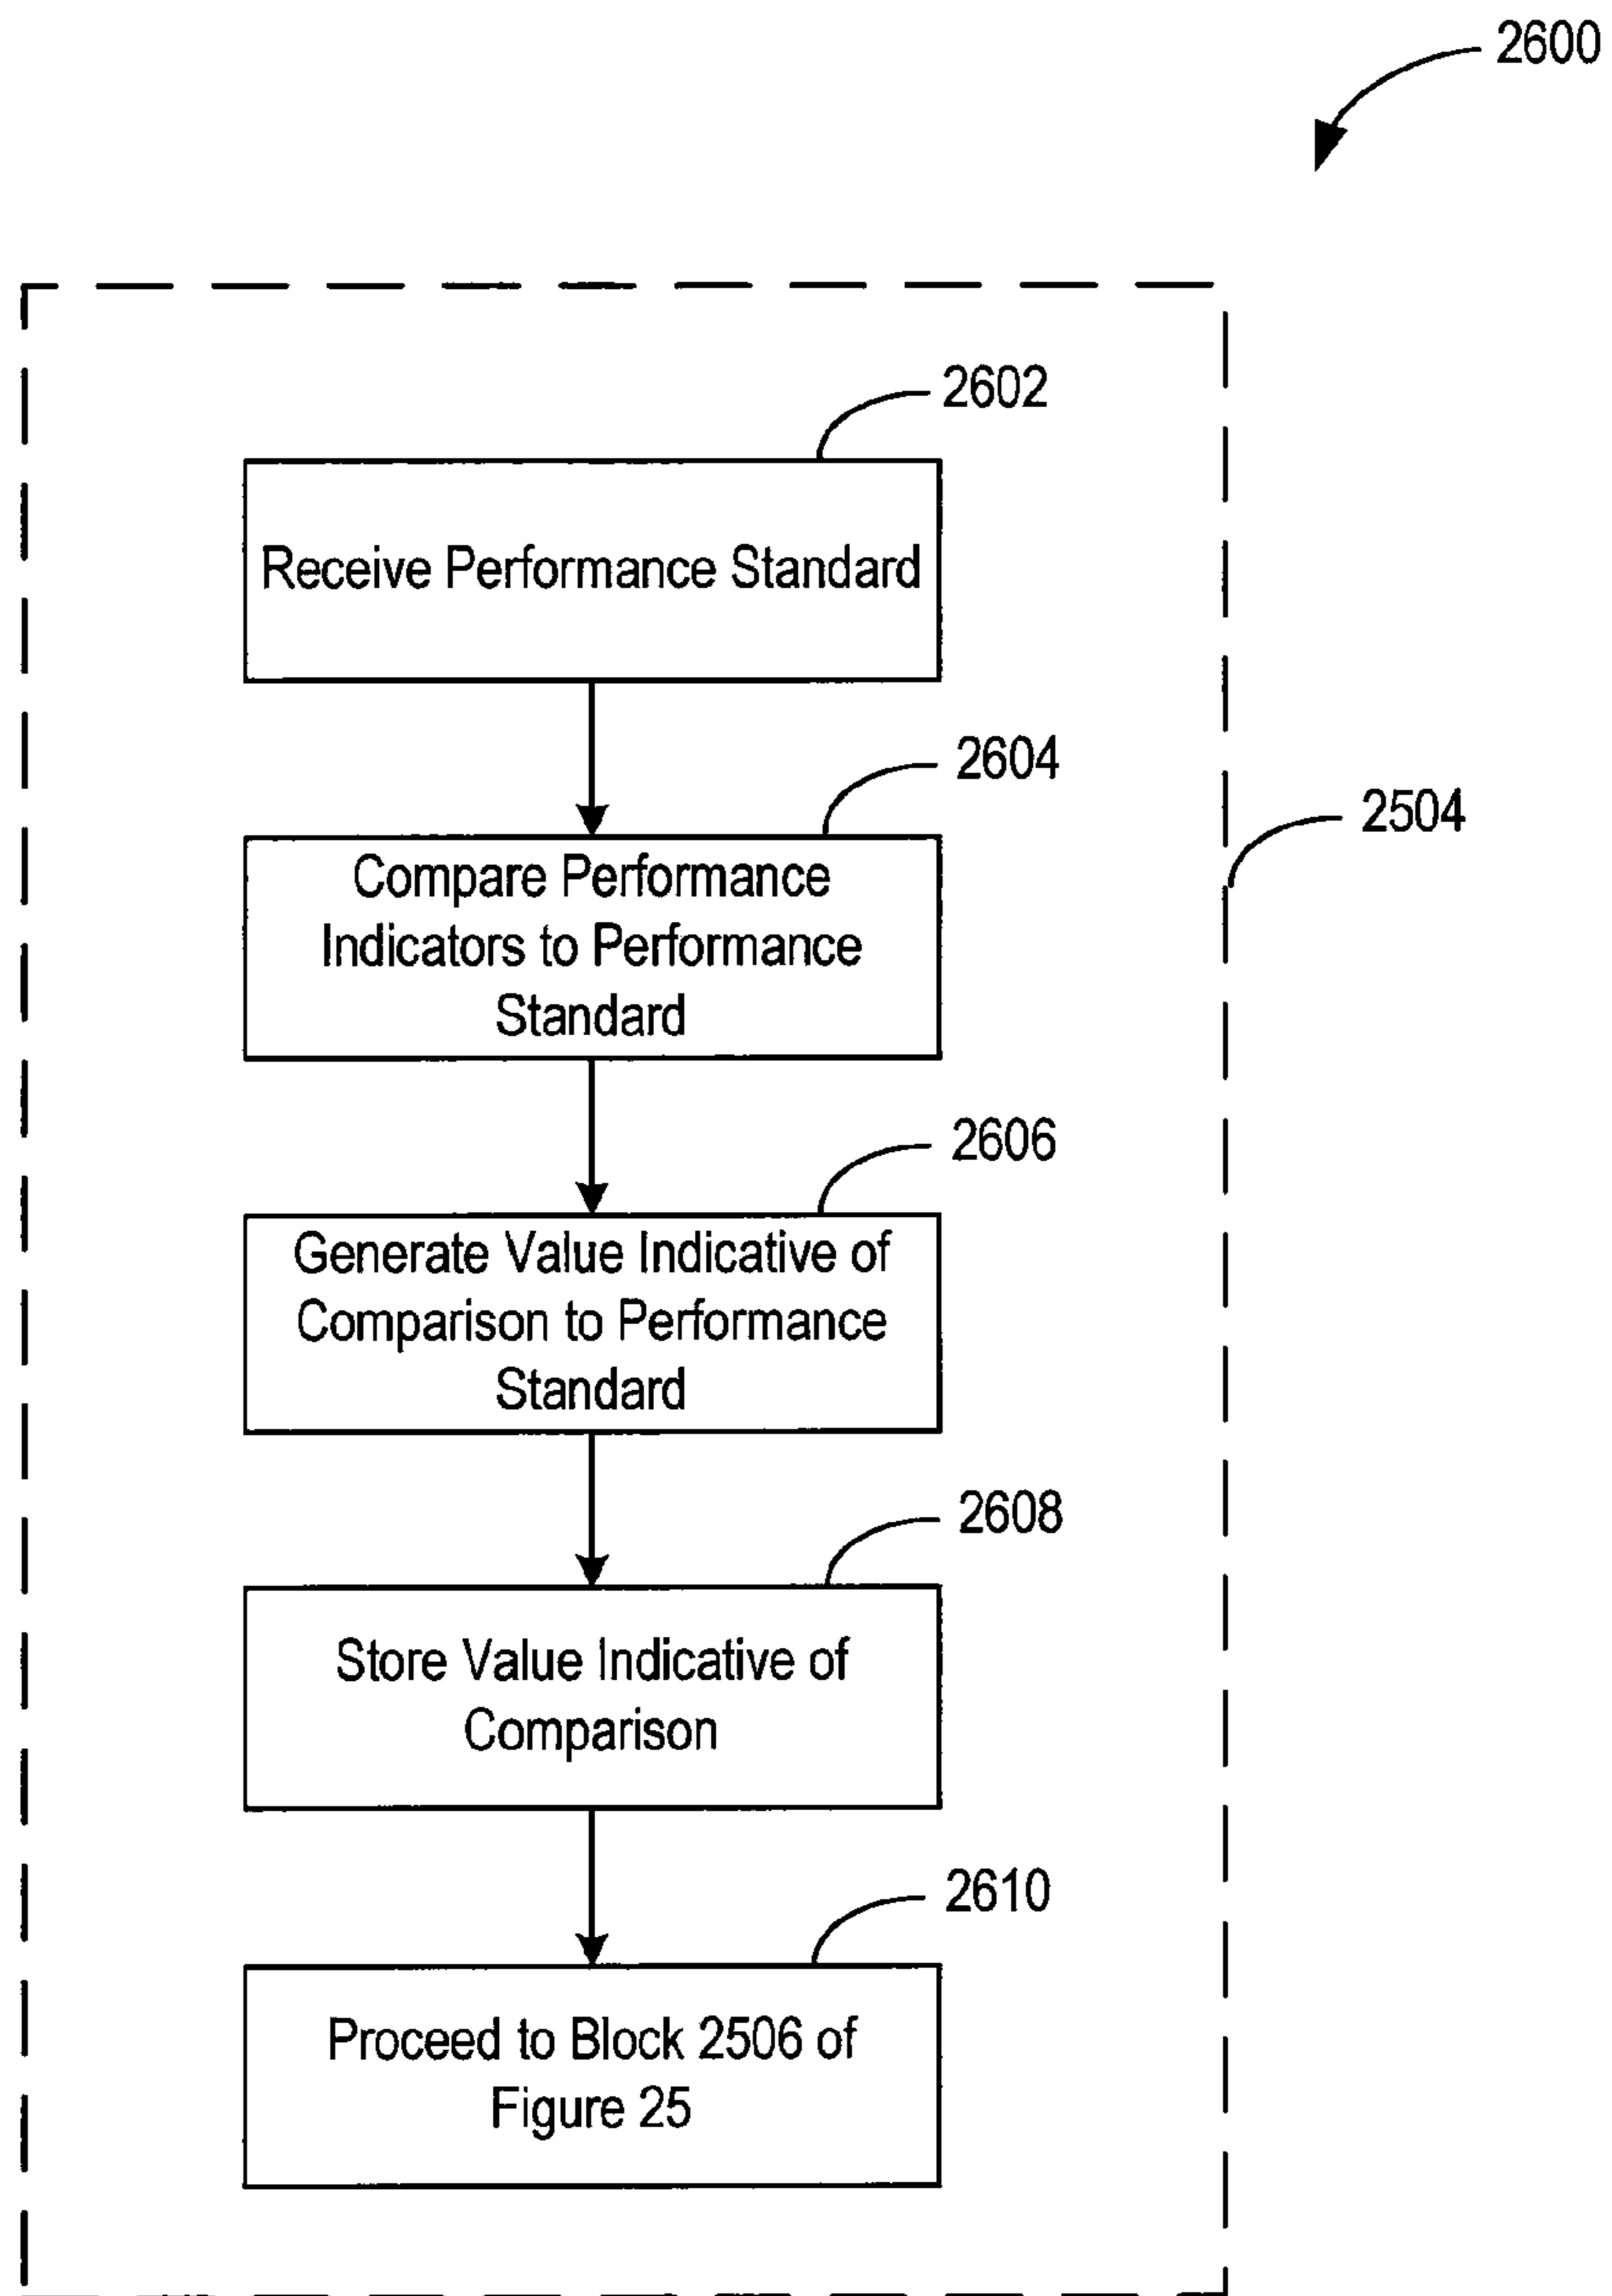 2600
2602
Receive Performance Standard
2604
2504
Compare Performance
Indicators to Performance
Standard
2606
Generate Value Indicative of
Comparison to Performance
Standard
2608
Store Value Indicative of
Comparison
2610
Proceed to Block 2506 of
Figure 25